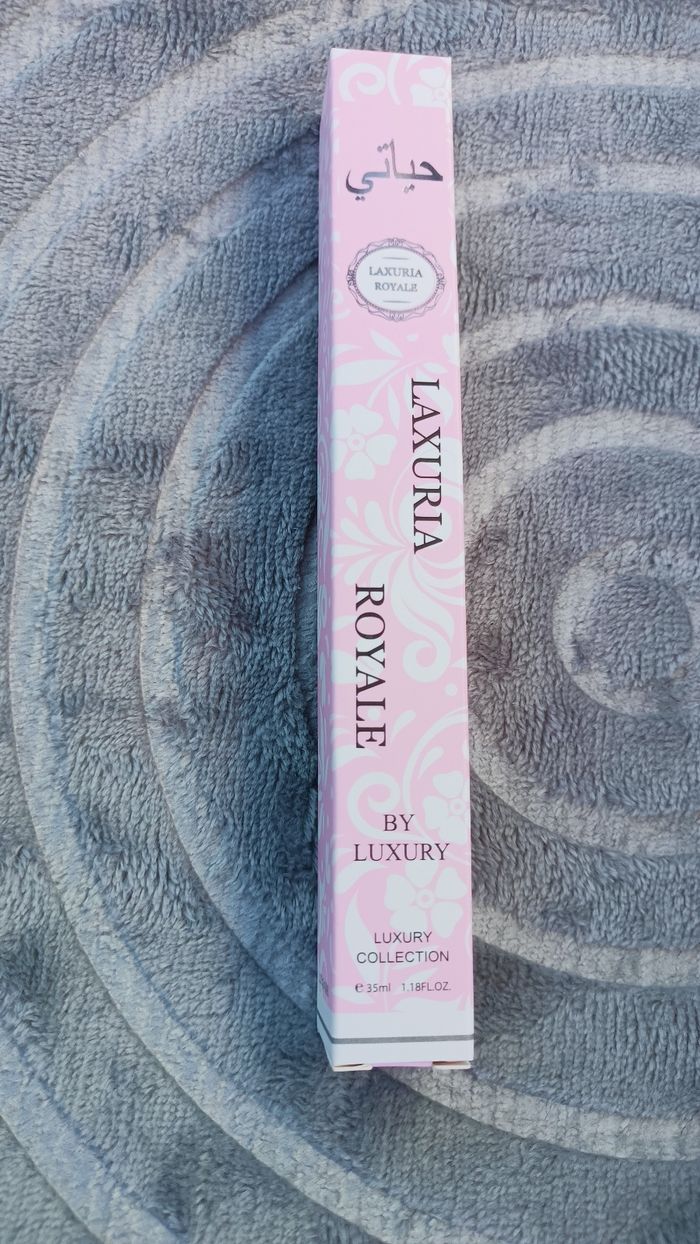 حياتي
LAXURIA
ROYALE
LAXURIA
ROYALE
BY
LUXURY
LUXURY
COLLECTION
℮ 35ml 1.18FL.OZ.